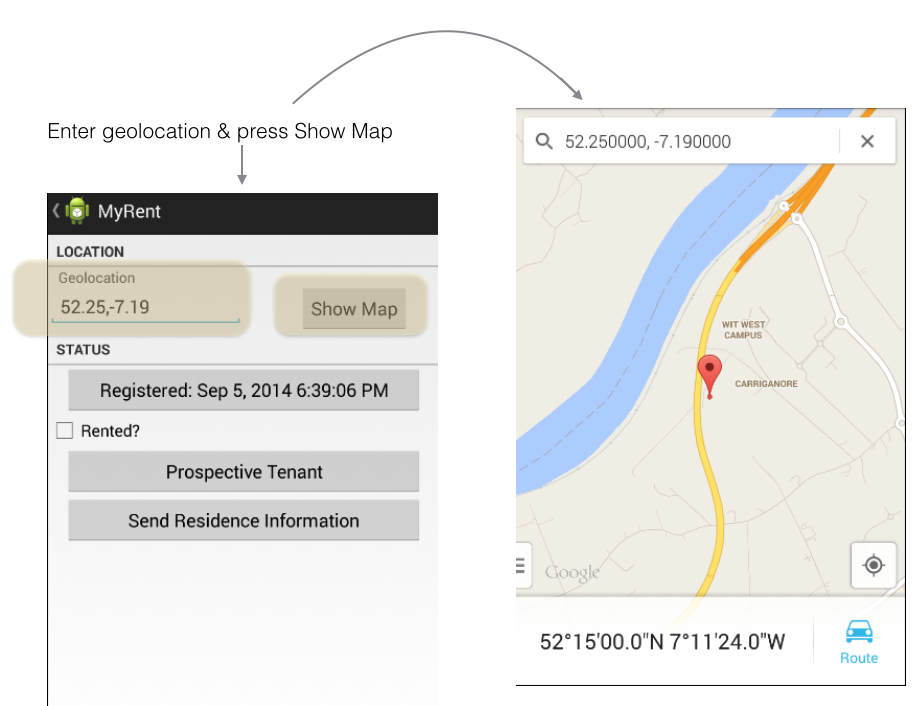 Enter geolocation & press Show Map
MyRent
LOCATION
Geolocation
52.25,-7.19
Show Map
STATUS
Registered: Sep 5, 2014 6:39:06 PM
Rented?
Prospective Tenant
Send Residence Information
52.250000, -7.190000
WIT WEST
CAMPUS
CARRIGANORE
Google
52°15'00.0"N 7°11'24.0"W
Route